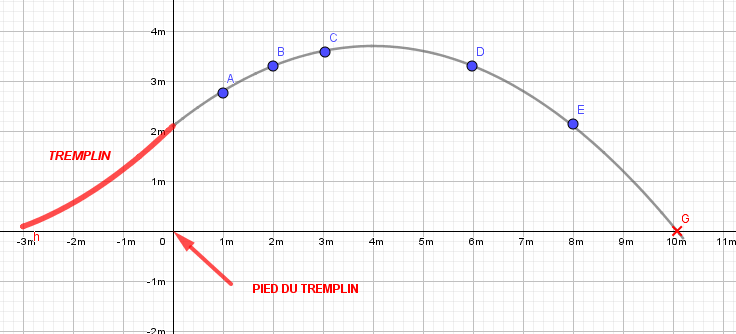 4m
C
B
D
3m
A
E
2m
TREMPLIN
1m
G
-3m -2m -1m 0 1m 2m 3m 4m 5m 6m 7m 8m 9m 10m 11m
h
-1m
PIED DU TREMPLIN
-2m